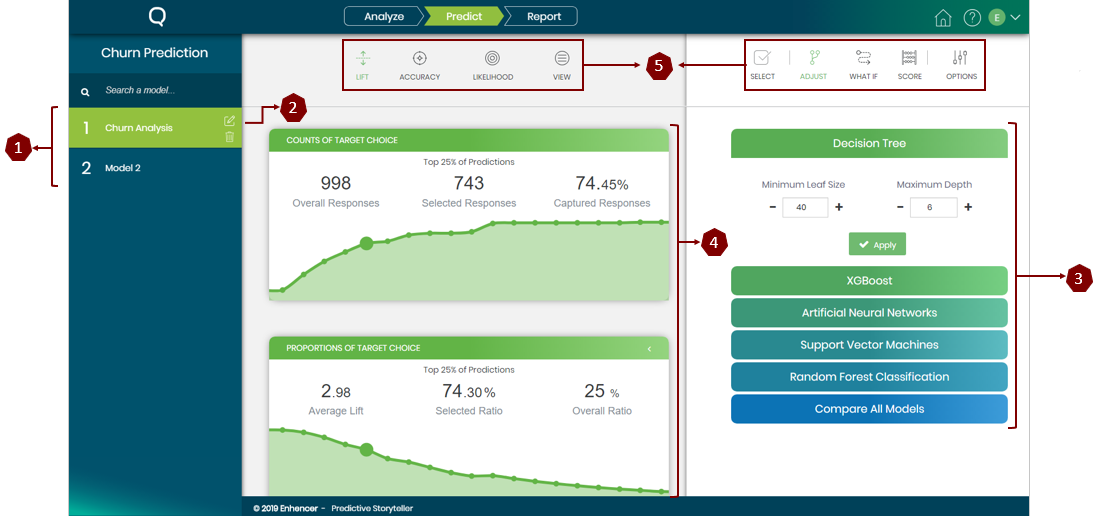 Q
Analyze
Predict
Report
E
Churn Prediction
Search a model...
1
Churn Analysis
2
Model 2
LIFT
ACCURACY
LIKELIHOOD
VIEW
SELECT
ADJUST
WHAT IF
SCORE
OPTIONS
1
2
3
4
5
COUNTS OF TARGET CHOICE
Top 25% of Predictions
998
743
74.45%
Overall Responses
Selected Responses
Captured Responses
PROPORTIONS OF TARGET CHOICE
Top 25% of Predictions
2.98
74.30 %
25 %
Average Lift
Selected Ratio
Overall Ratio
Decision Tree
Minimum Leaf Size
Maximum Depth
- 40 +
- 6 +
Apply
XGBoost
Artificial Neural Networks
Support Vector Machines
Random Forest Classification
Compare All Models
© 2019 Enhencer - Predictive Storyteller